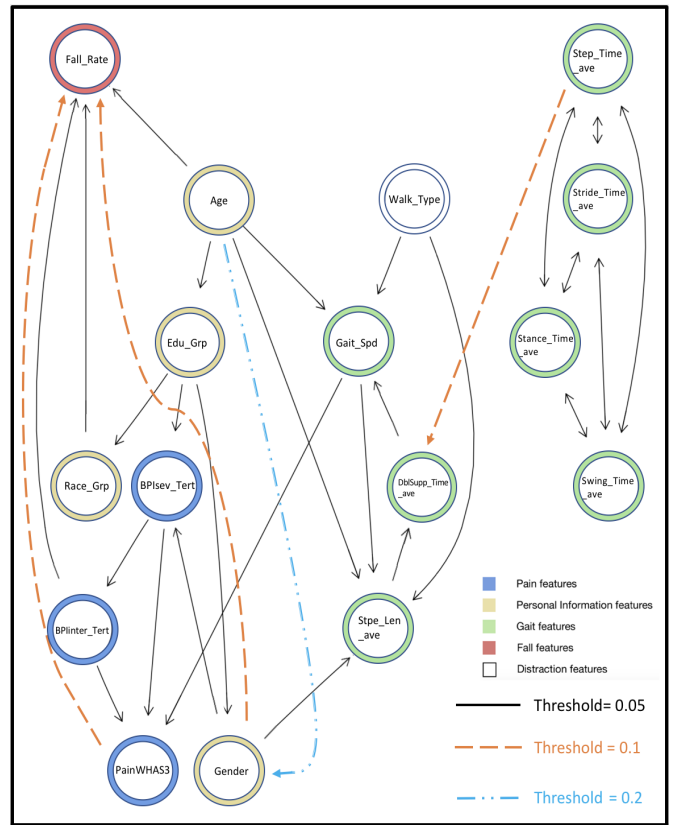 Fall_Rate
Step_Time
_ave
Age
Walk_Type
Stride_Time
_ave
Edu_Grp
Gait_Spd
Stance_Time
_ave
Race_Grp
BPIsev_Tert
DblSupp_Time
_ave
Swing_Time
_ave
BPIinter_Tert
Stpe_Len
_ave
PainWHAS3
Gender
Pain features
Personal Information features
Gait features
Fall features
Distraction features
Threshold= 0.05
Threshold = 0.1
Threshold = 0.2